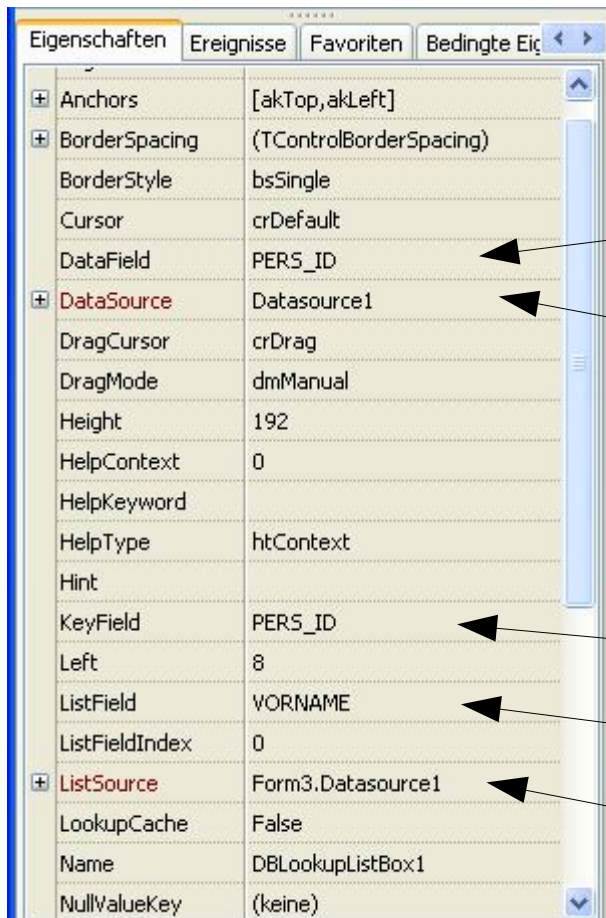 Eigenschaften Ereignisse Favoriten Bedingte Eig
Anchors [akTop,akLeft]
BorderSpacing (TControlBorderSpacing)
BorderStyle bsSingle
Cursor crDefault
DataField PERS_ID
DataSource Datasource1
DragCursor crDrag
DragMode dmManual
Height 192
HelpContext 0
HelpKeyword
HelpType htContext
Hint
KeyField PERS_ID
Left 8
ListField VORNAME
ListFieldIndex 0
ListSource Form3.Datasource1
LookupCache False
Name DBLookupListBox1
NullValueKey (keine)